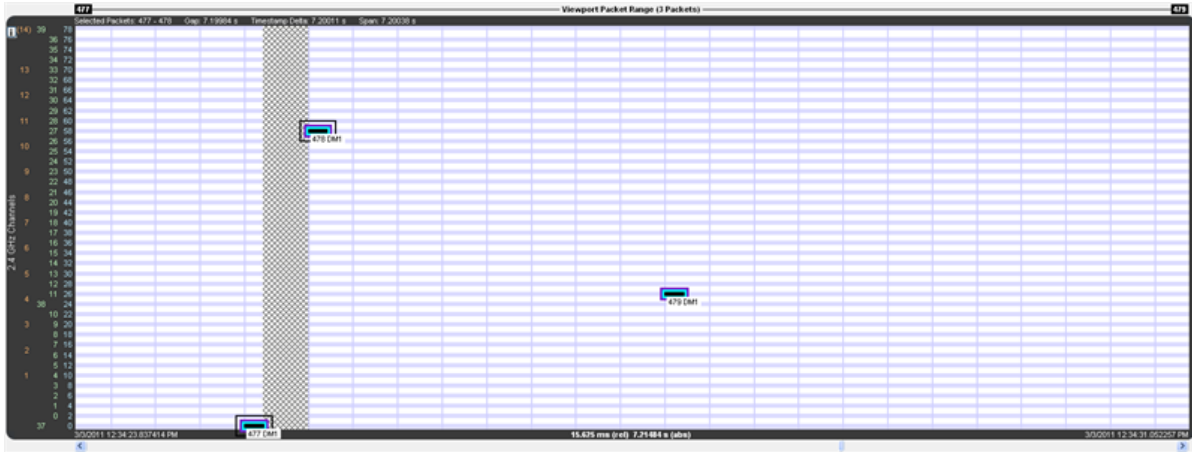 477 Viewport Packet Range (3 Packets) 479
Selected Packets: 477 - 478 Gap: 7.19984 s Timestamp Delta: 7.20011 s Span: 7.20038 s
i (14) 39 78
36 76
35 74
34 72
13 33 70
32 68
31 66
12 30 64
29 62
11 28 60
27 58
478 DM1
10 26 56
25 54
24 52
9 23 50
22 48
21 46
8 20 44
19 42
7 18 40
17 38
6 16 36
15 34
14 32
5 13 30
12 28
4 11 26
479 DM1
38 24
10 22
3 9 20
8 18
7 16
2 6 14
5 12
1 4 10
3 8
2 6
1 4
0 2
37 0
2.4 GHz Channels
477 DM1
3/3/2011 12:34:23.837414 PM 15.625 ms (rel) 7.21484 s (abs) 3/3/2011 12:34:31.052257 PM